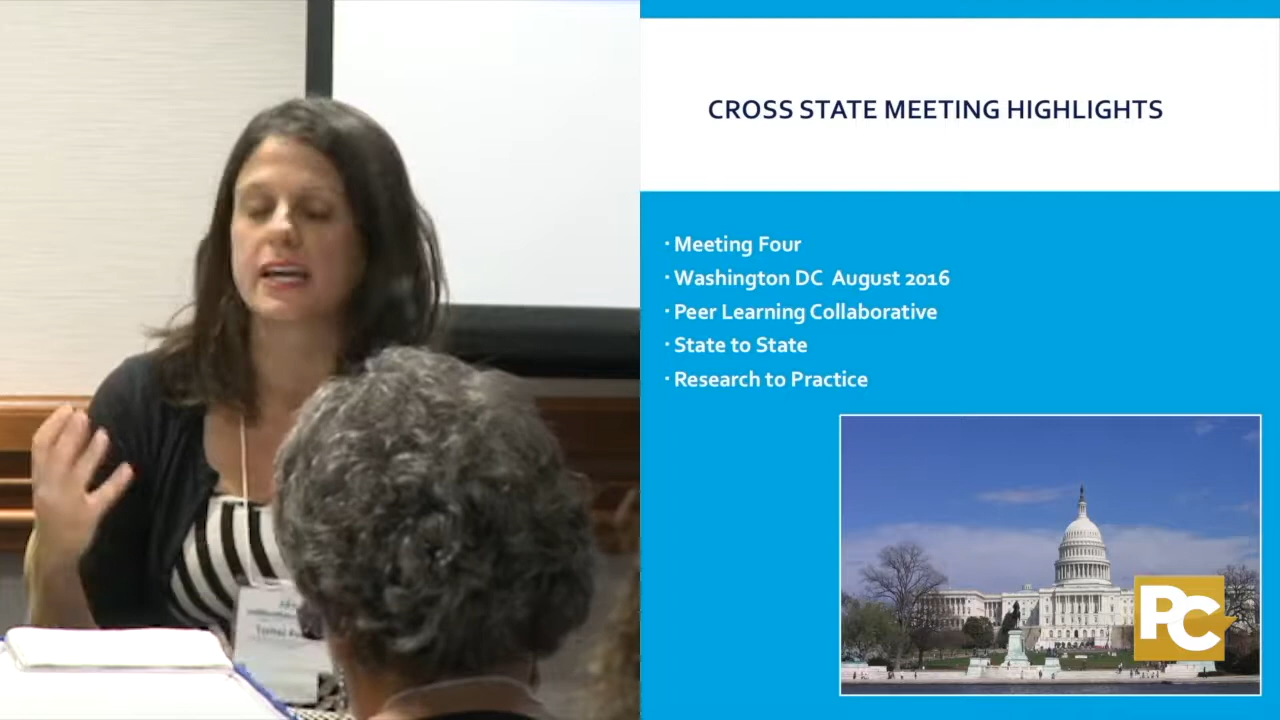 CROSS STATE MEETING HIGHLIGHTS
Meeting Four
Washington DC August 2016
Peer Learning Collaborative
State to State
Research to Practice
PC